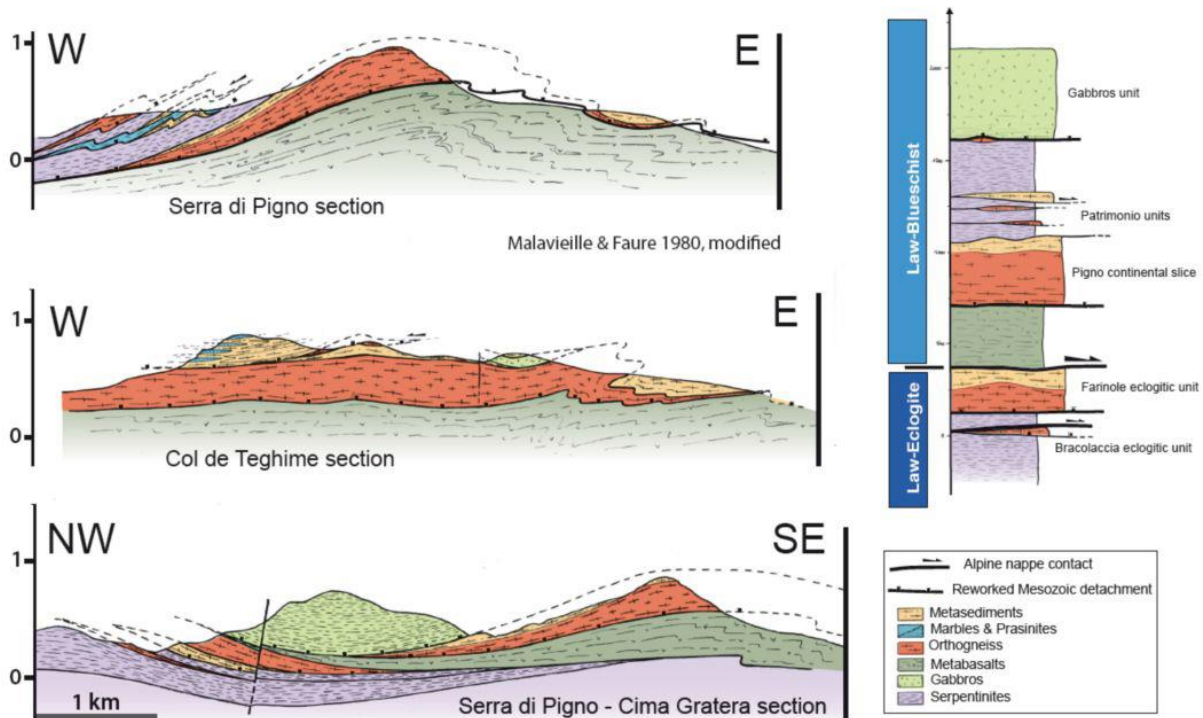 W
E
1
0
Serra di Pigno section
Malavieille & Faure 1980, modified
W
E
1
0
Col de Teghime section
NW
SE
1
0
1 km
Serra di Pigno - Cima Gratera section
Law-Blueschist
Law-Eclogite
Gabbros unit
Patrimonio units
Pigno continental slice
Farinole eclogitic unit
Bracolaccia eclogitic unit
Alpine nappe contact
Reworked Mesozoic detachment
Metasediments
Marbles & Prasinites
Orthogneiss
Metabasalts
Gabbros
Serpentinites